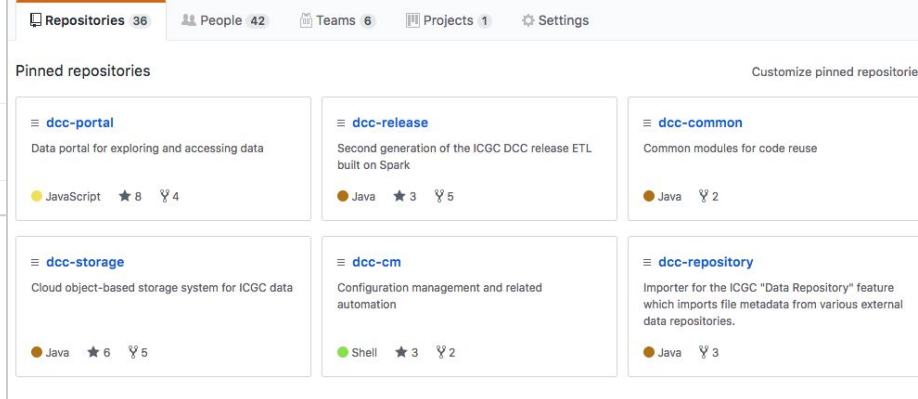 Repositories 36 People 42 Teams 6 Projects 1 Settings
Pinned repositories
Customize pinned repositorie
dcc-portal
Data portal for exploring and accessing data
JavaScript 8 4
dcc-release
Second generation of the ICGC DCC release ETL
built on Spark
Java 3 5
dcc-common
Common modules for code reuse
Java 2
dcc-storage
Cloud object-based storage system for ICGC data
Java 6 5
dcc-cm
Configuration management and related
automation
Shell 3 2
dcc-repository
Importer for the ICGC "Data Repository" feature
which imports file metadata from various external
data repositories.
Java 3